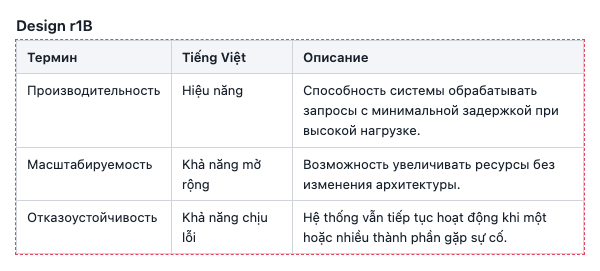 Design r1B
Термин Tiếng Việt Описание
Производительность Hiệu năng Способность системы обрабатывать
запросы с минимальной задержкой при
высокой нагрузке.
Масштабируемость Khả năng mở Возможность увеличивать ресурсы без
rộng изменения архитектуры.
Отказоустойчивость Khả năng chịu Hệ thống vẫn tiếp tục hoạt động khi một
lỗi hoặc nhiều thành phần gặp sự cố.